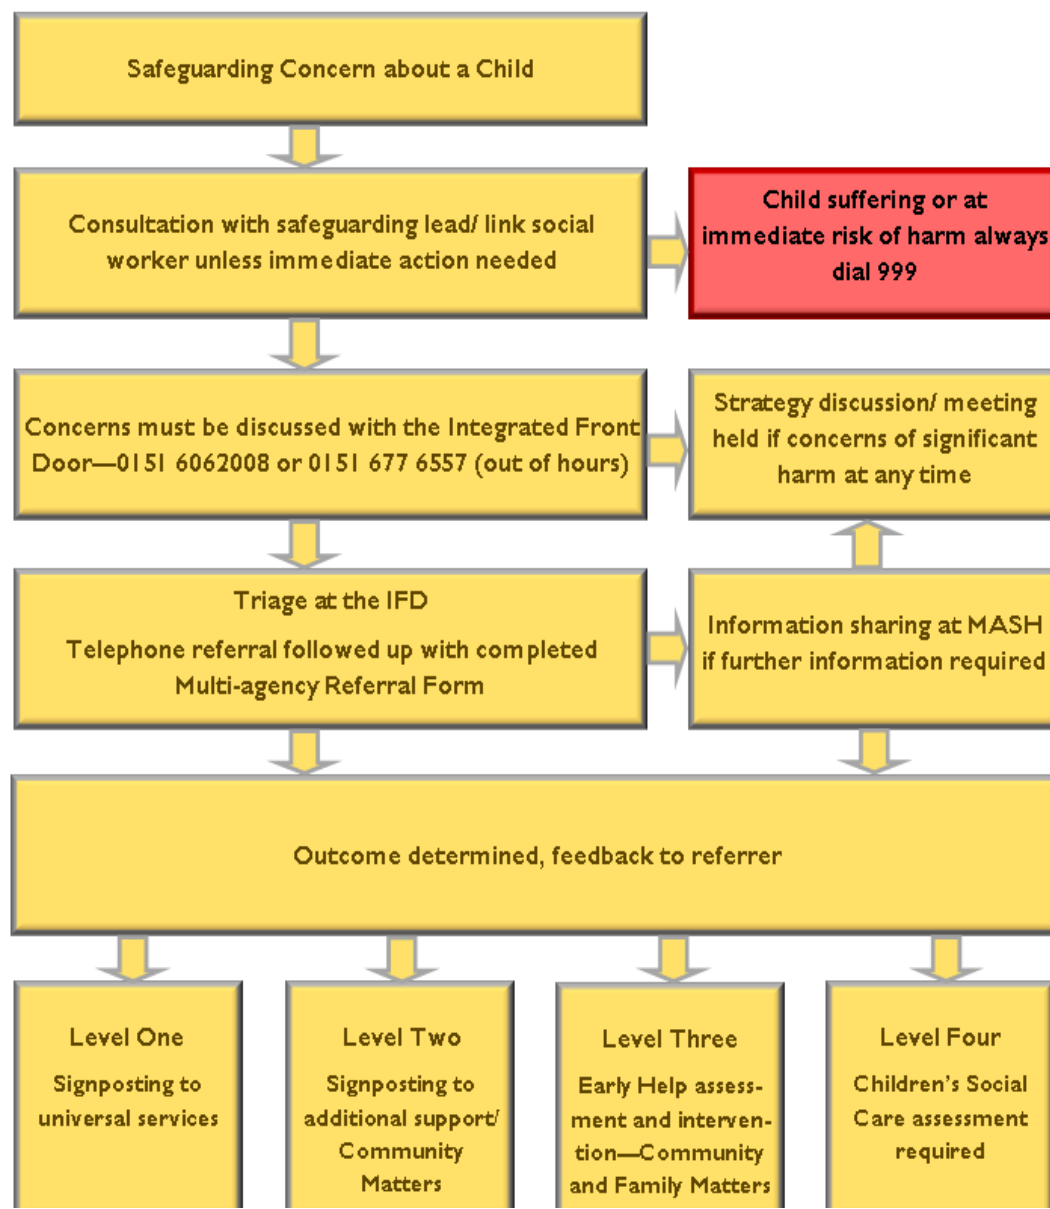 Safeguarding Concern about a Child
Consultation with safeguarding lead/ link social
worker unless immediate action needed
Child suffering or at
immediate risk of harm always
dial 999
Concerns must be discussed with the Integrated Front
Door—0151 6062008 or 0151 677 6557 (out of hours)
Strategy discussion/ meeting
held if concerns of significant
harm at any time
Triage at the IFD
Telephone referral followed up with completed
Multi-agency Referral Form
Information sharing at MASH
if further information required
Outcome determined, feedback to referrer
Level One
Signposting to
universal services
Level Two
Signposting to
additional support/
Community
Matters
Level Three
Early Help assess-
ment and interven-
tion—Community
and Family Matters
Level Four
Children's Social
Care assessment
required